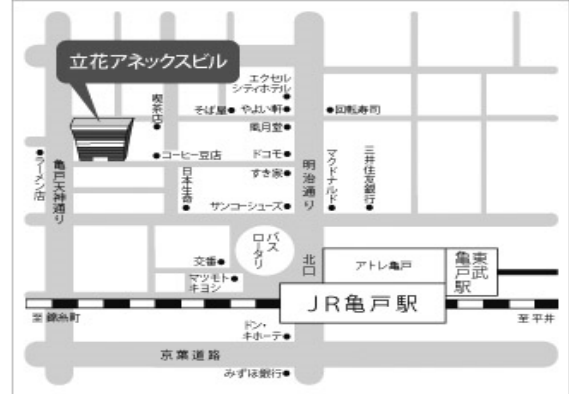 立花アネックスビル
エクセル
シティホテル
喫茶店
そば屋
やよい軒
回転寿司
風月堂
ラーメン店
亀戸天神通り
コーヒー豆店
ドコモ
明治通り
マクドナルド
三井住友銀行
日本生命
すき家
サンコーシューズ
バス
ロータリー
交番
マツモト
キヨシ
北口
アトレ亀戸
東武
亀戸駅
JR亀戸駅
至 錦糸町
至 平井
ドン・
キホーテ
京葉道路
みずほ銀行